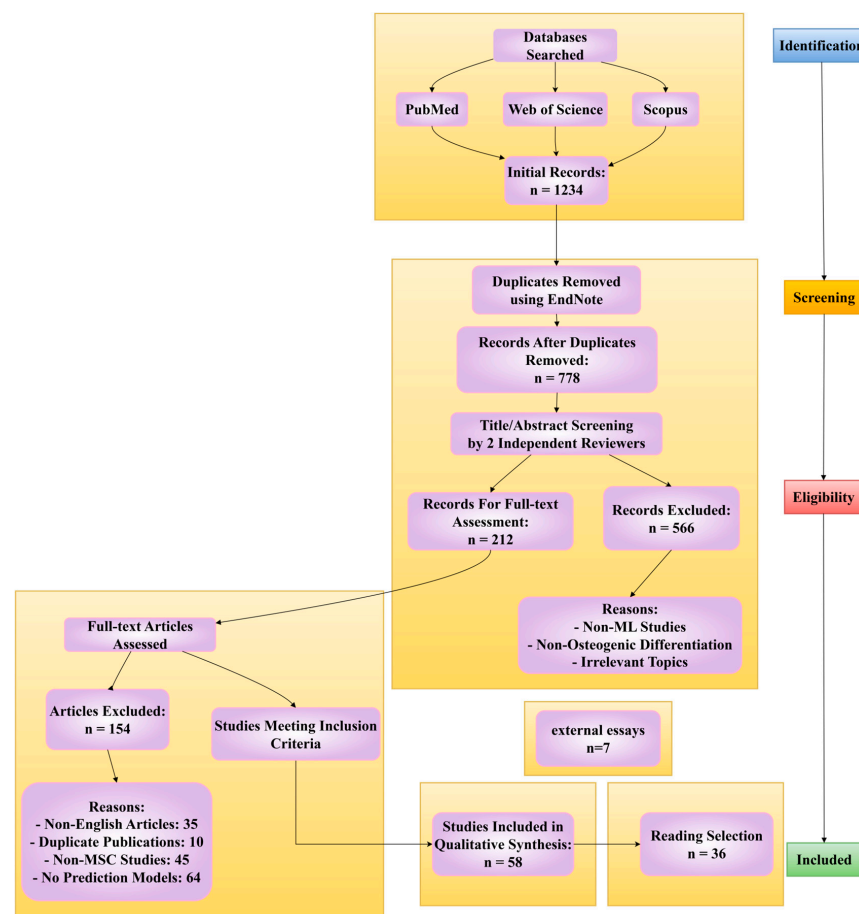 Databases
Searched
Identification
PubMed
Web of Science
Scopus
Initial Records:
n = 1234
Duplicates Removed
using EndNote
Screening
Records After Duplicates
Removed:
n = 778
Title/Abstract Screening
by 2 Independent Reviewers
Records For Full-text
Assessment:
n = 212
Records Excluded:
n = 566
Eligibility
Reasons:
- Non-ML Studies
- Non-Osteogenic Differentiation
- Irrelevant Topics
Full-text Articles
Assessed
Articles Excluded:
n = 154
Studies Meeting Inclusion
Criteria
Reasons:
- Non-English Articles: 35
- Duplicate Publications: 10
- Non-MSC Studies: 45
- No Prediction Models: 64
external essays
n=7
Studies Included in
Qualitative Synthesis:
n = 58
Reading Selection
n = 36
Included